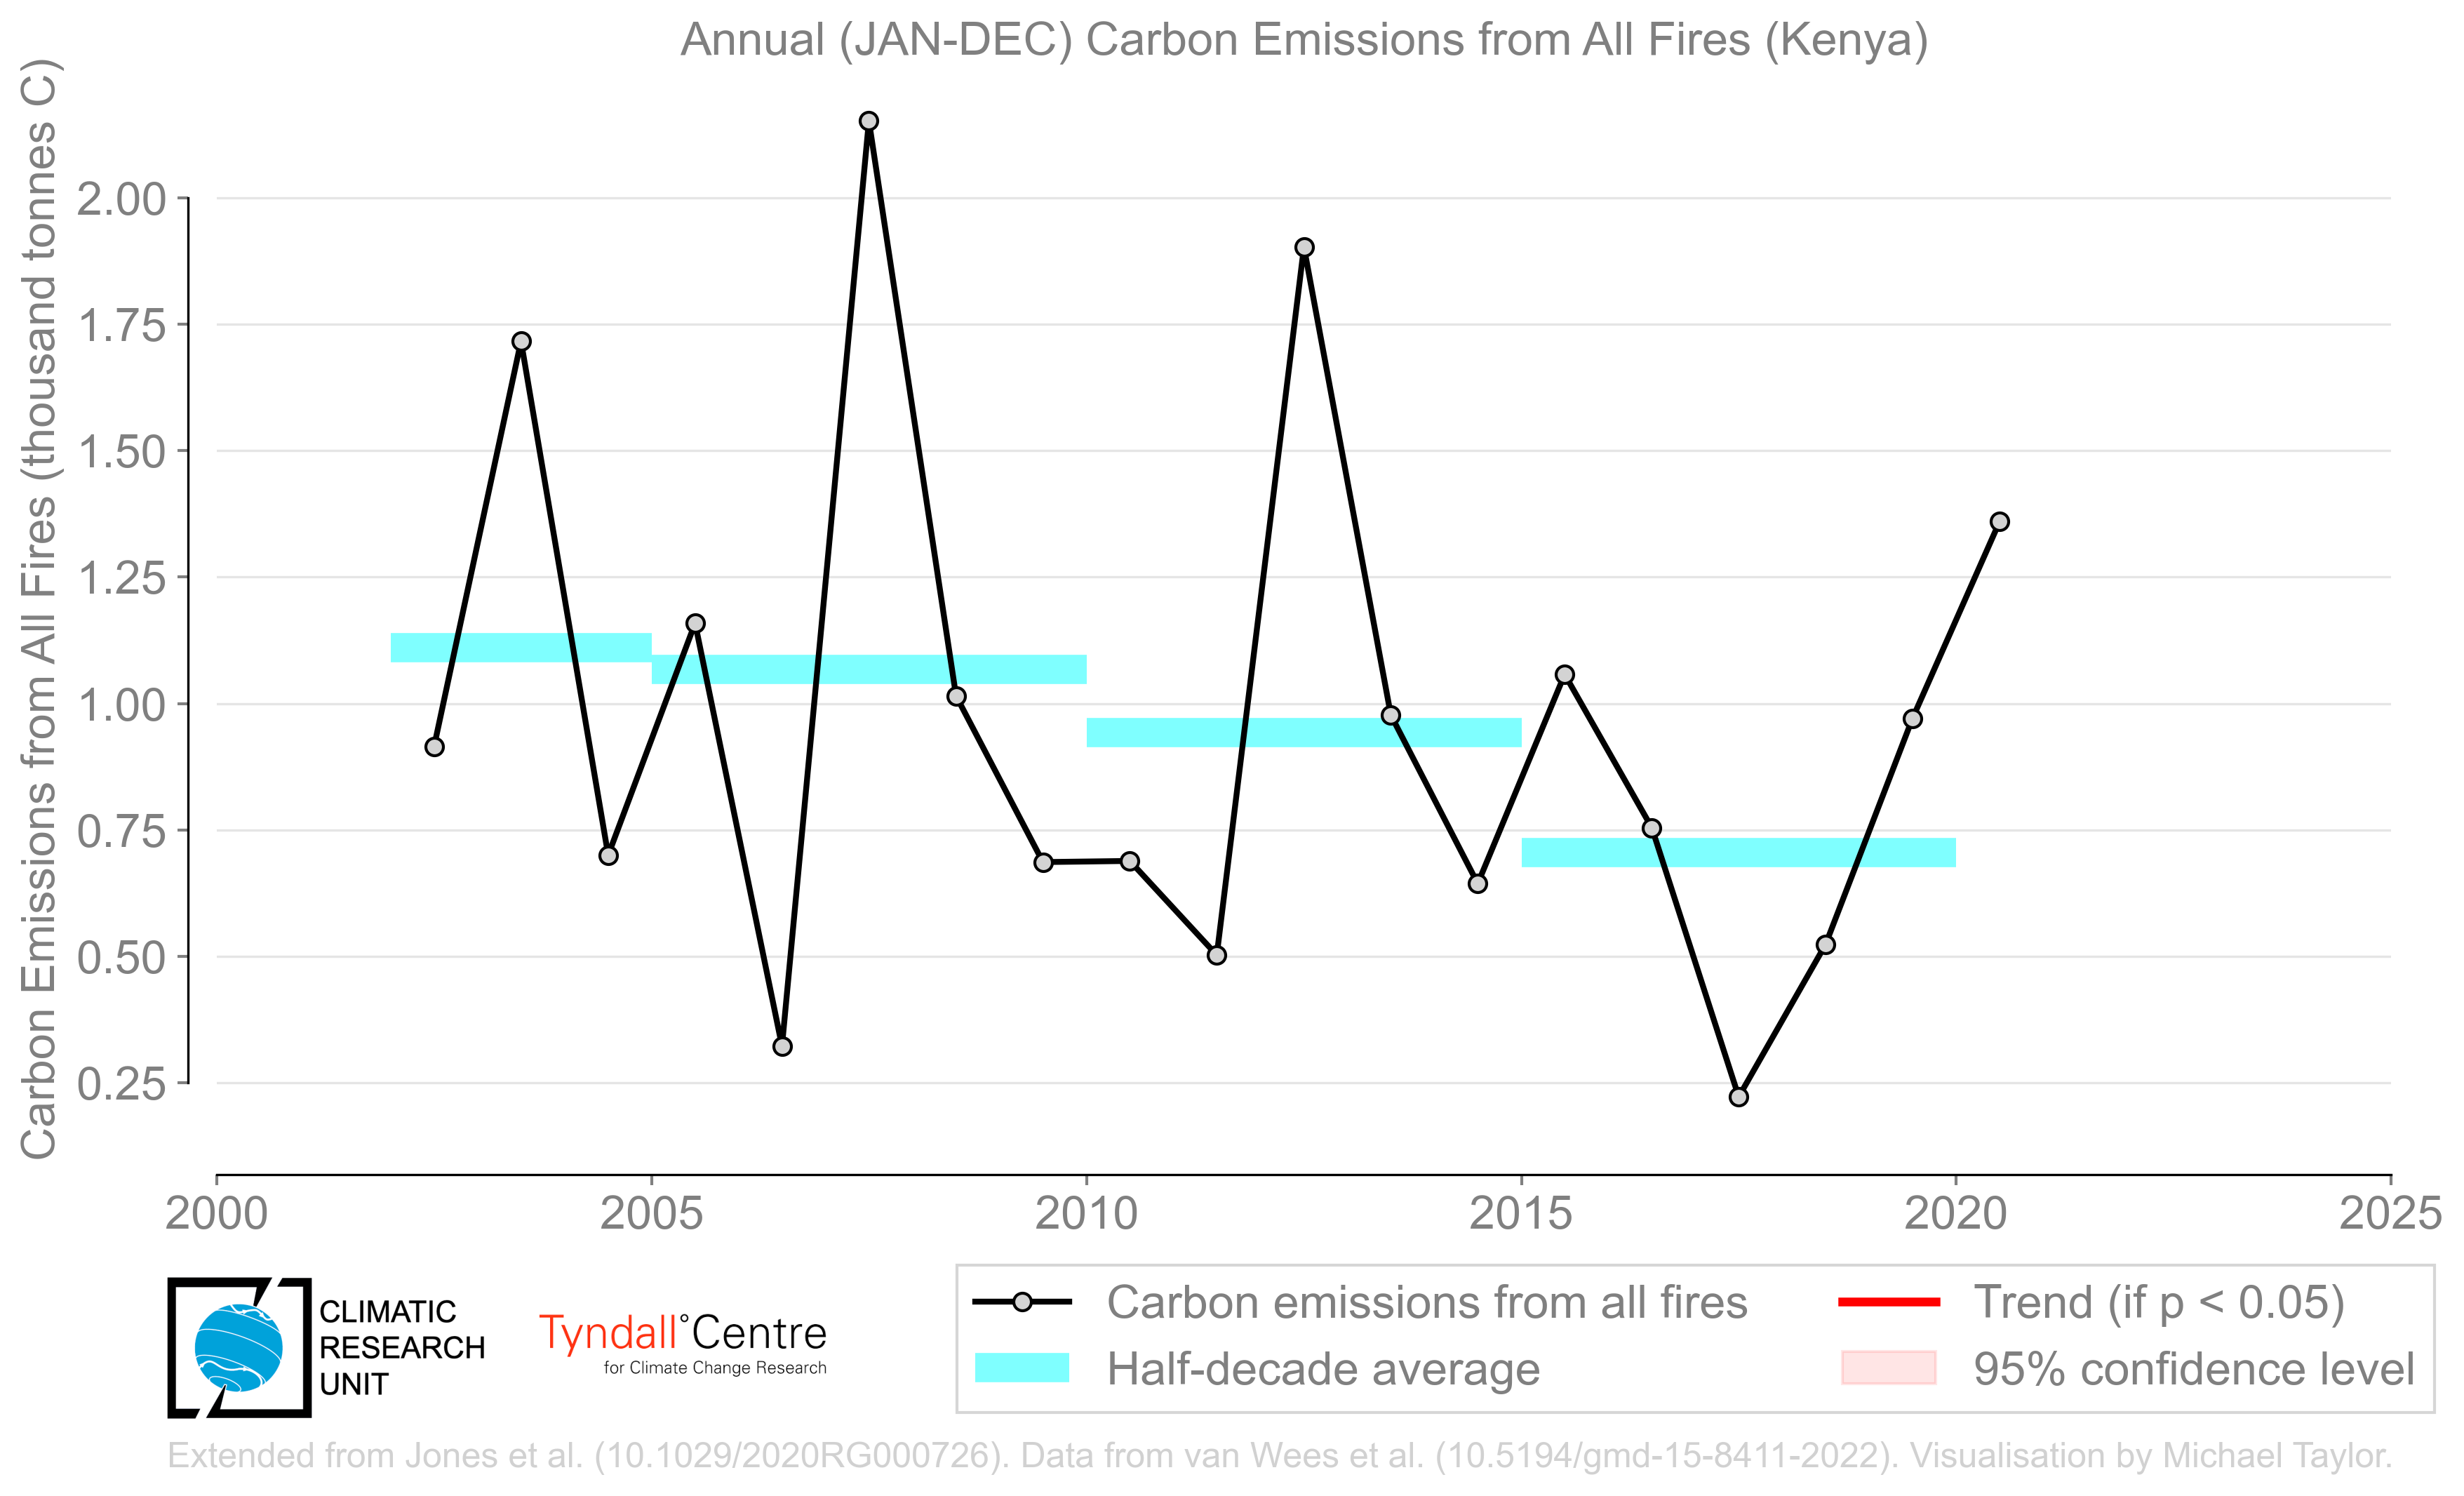 Annual (JAN-DEC) Carbon Emissions from All Fires (Kenya)
Carbon Emissions from All Fires (thousand tonnes C)
2.00
1.75
1.50
1.25
1.00
0.75
0.50
0.25
2000
2005
2010
2015
2020
2025
CLIMATIC
RESEARCH
UNIT
Tyndall°Centre
for Climate Change Research
Carbon emissions from all fires
Half-decade average
Trend (if p < 0.05)
95% confidence level
Extended from Jones et al. (10.1029/2020RG000726). Data from van Wees et al. (10.5194/gmd-15-8411-2022). Visualisation by Michael Taylor.